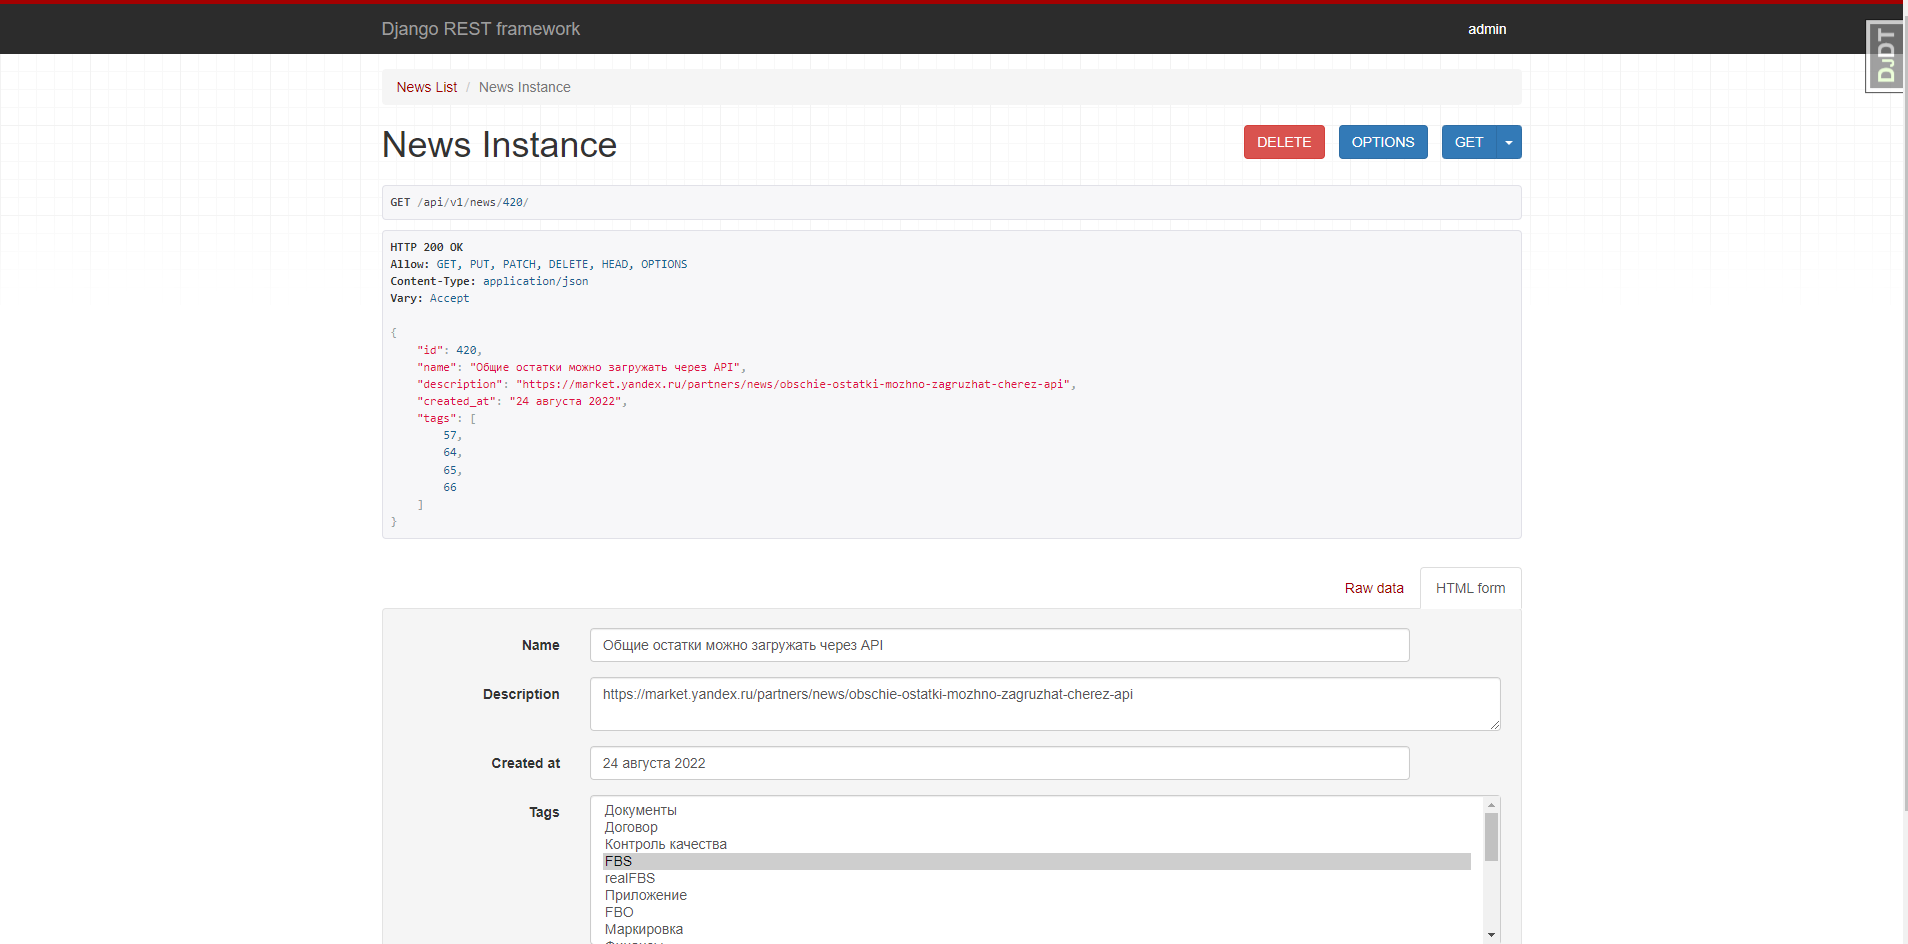 Django REST framework
admin
DJDT
News List / News Instance
News Instance
DELETE
OPTIONS
GET
GET /api/v1/news/420/
HTTP 200 OK
Allow: GET, PUT, PATCH, DELETE, HEAD, OPTIONS
Content-Type: application/json
Vary: Accept
{
"id": 420,
"name": "Общие остатки можно загружать через API",
"description": "https://market.yandex.ru/partners/news/obschie-ostatki-mozhno-zagruzhat-cherez-api",
"created_at": "24 августа 2022",
"tags": [
57,
64,
65,
66
]
}
Raw data
HTML form
Name
Общие остатки можно загружать через API
Description
https://market.yandex.ru/partners/news/obschie-ostatki-mozhno-zagruzhat-cherez-api
Created at
24 августа 2022
Tags
Документы
Договор
Контроль качества
FBS
realFBS
Приложение
FBO
Маркировка